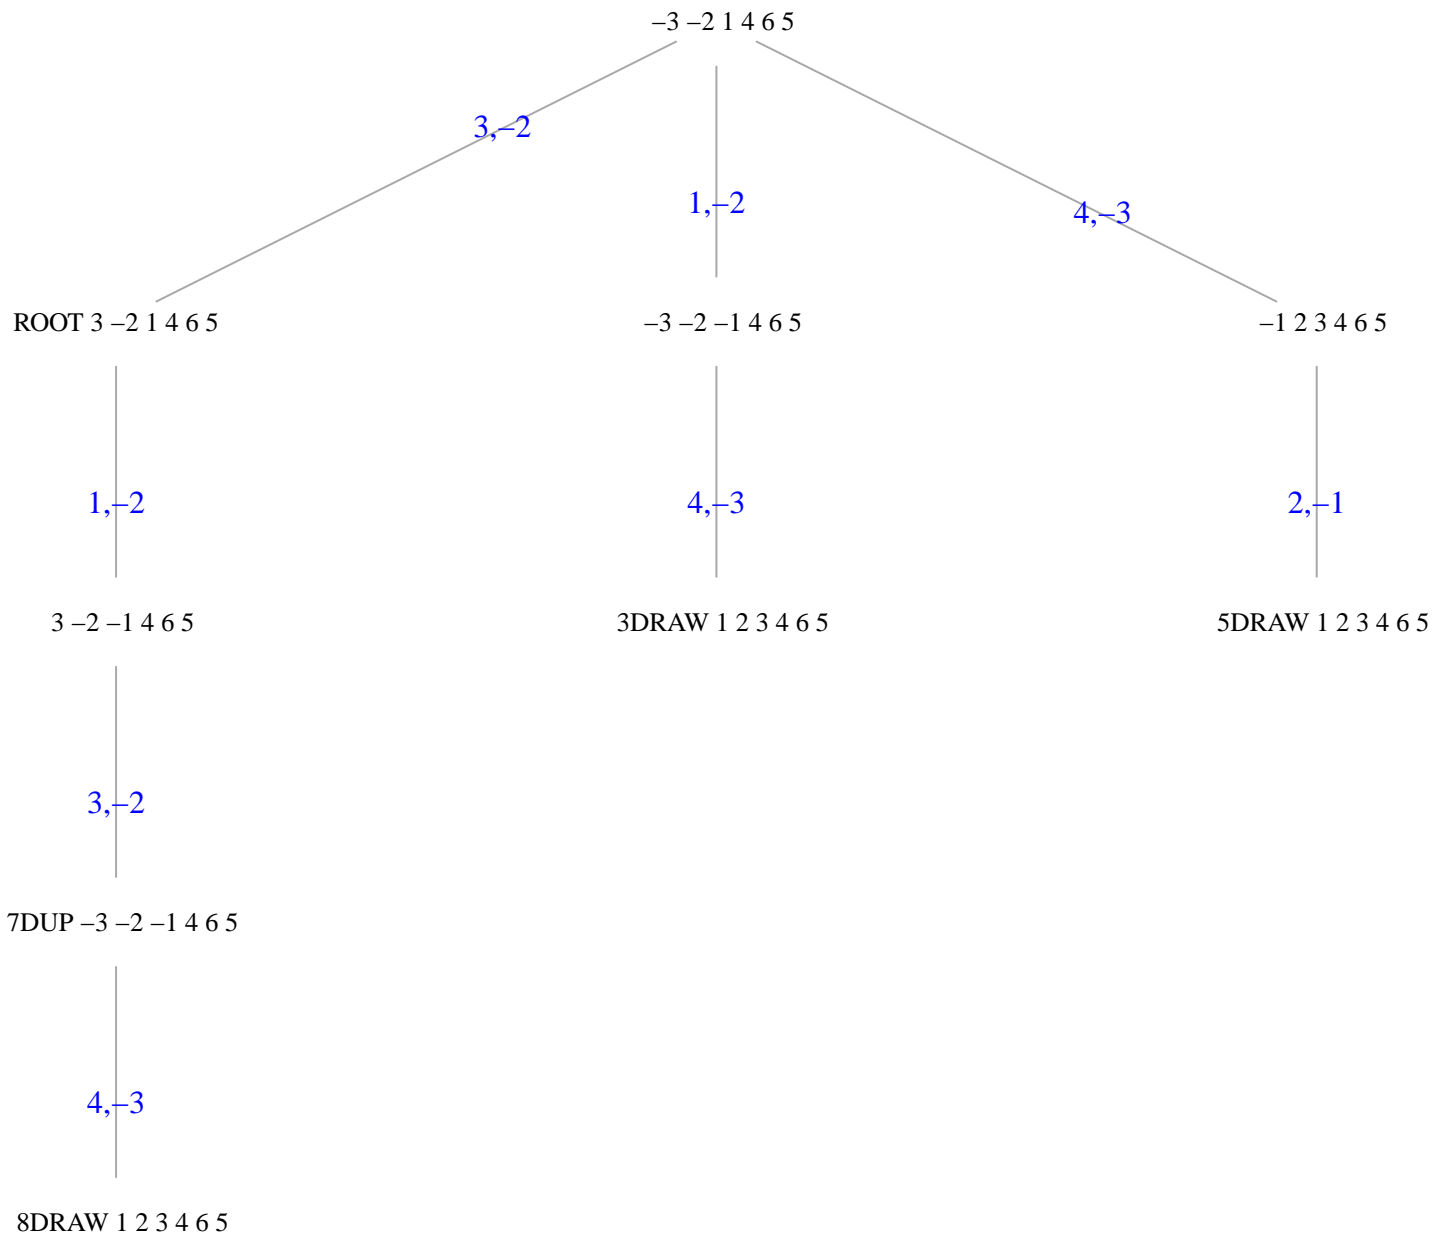 –3 –2 1 4 6 5
3,–2
1,–2
4,–3
ROOT 3 –2 1 4 6 5
–3 –2 –1 4 6 5
–1 2 3 4 6 5
1,–2
4,–3
2,–1
3 –2 –1 4 6 5
3DRAW 1 2 3 4 6 5
5DRAW 1 2 3 4 6 5
3,–2
7DUP –3 –2 –1 4 6 5
4,–3
8DRAW 1 2 3 4 6 5